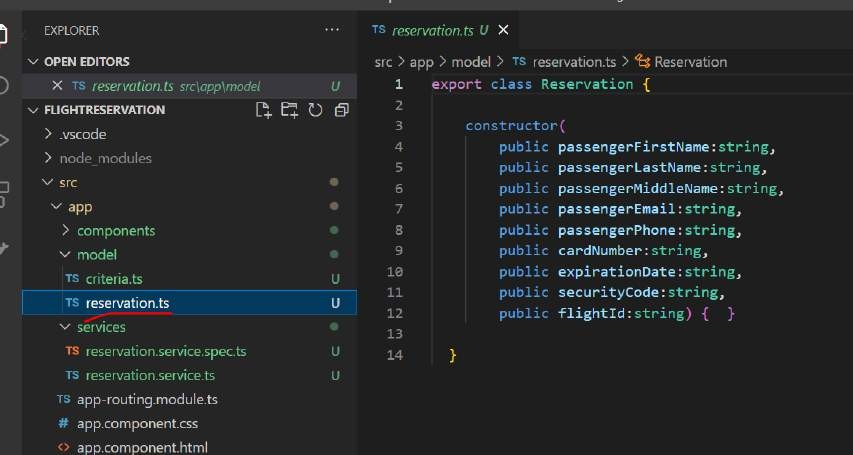 EXPLORER
OPEN EDITORS
TS reservation.ts src\app\model U
FLIGHTRESERVATION
.vscode
node_modules
src
app
components
model
TS criteria.ts U
TS reservation.ts U
services
TS reservation.service.spec.ts U
TS reservation.service.ts U
TS app-routing.module.ts
# app.component.css
<> app.component.html
TS reservation.ts U
src > app > model > TS reservation.ts > Reservation
1 export class Reservation {
2
3 constructor(
4 public passengerFirstName:string,
5 public passengerLastName:string,
6 public passengerMiddleName:string,
7 public passengerEmail:string,
8 public passengerPhone:string,
9 public cardNumber:string,
10 public expirationDate:string,
11 public securityCode:string,
12 public flightId:string) { }
13
14 }